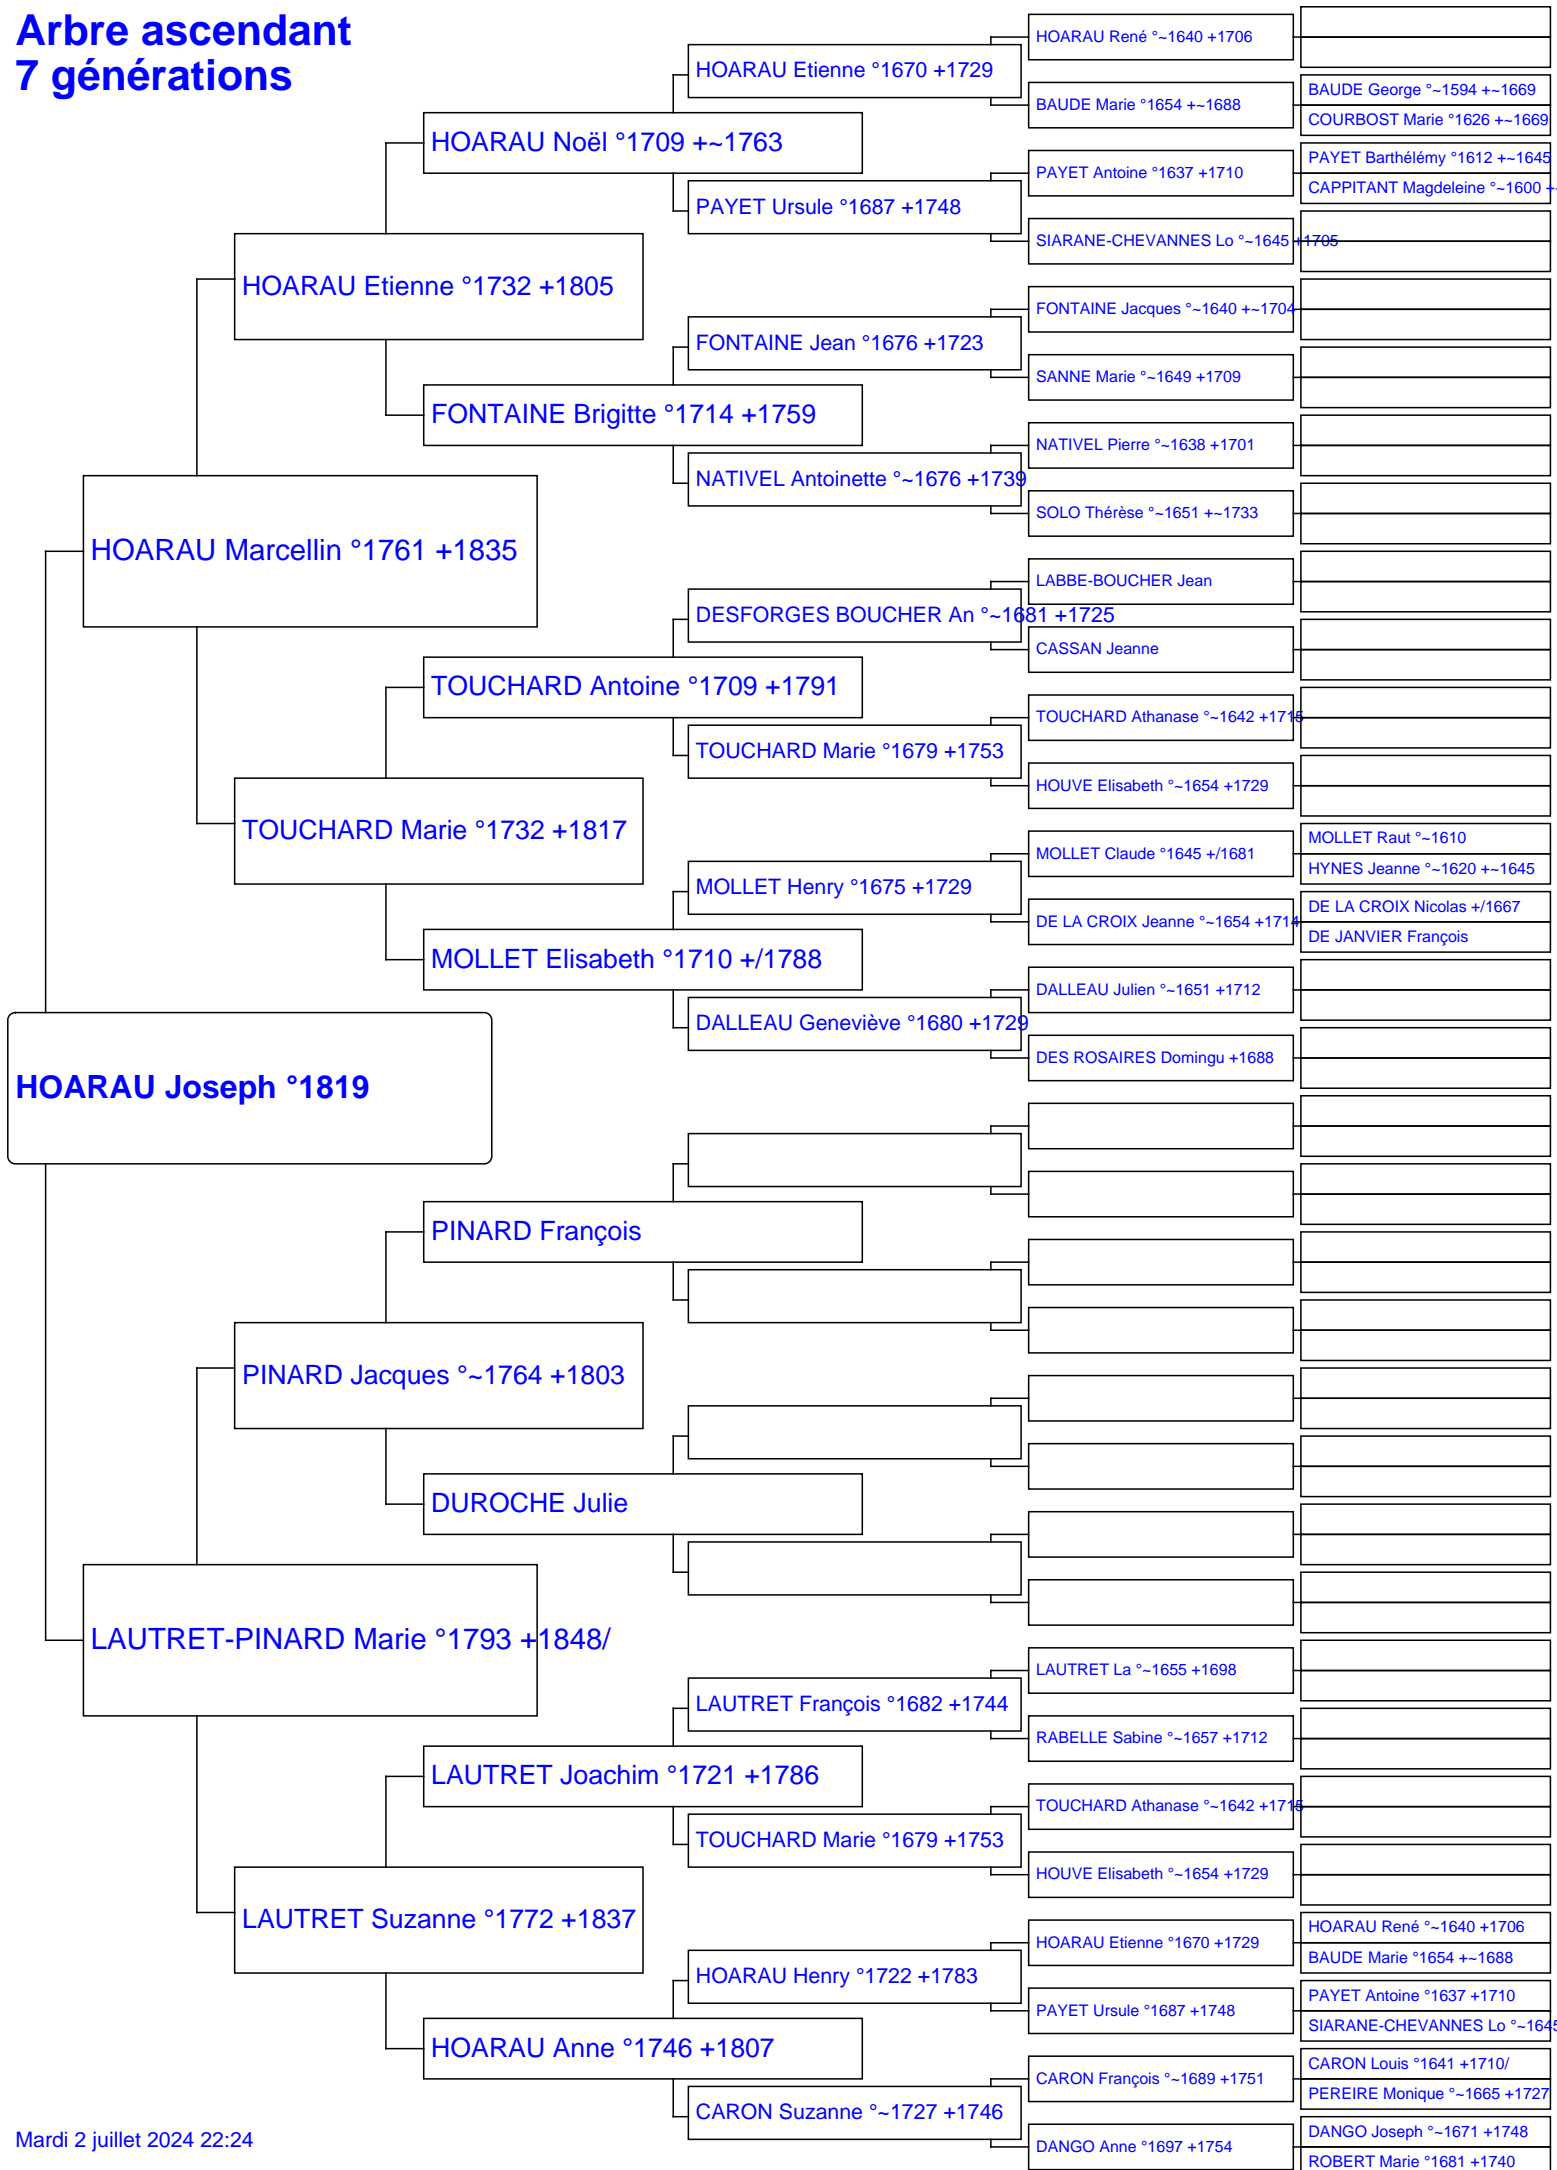 Arbre ascendant
7 générations
HOARAU René °~1640 +1706
HOARAU Etienne °1670 +1729
BAUDE George °~1594 +~1669
BAUDE Marie °1654 +~1688
COURBOST Marie °1626 +~1669
HOARAU Noël °1709 +~1763
PAYET Barthélémy °1612 +~1645
PAYET Antoine °1637 +1710
CAPPITANT Magdeleine °~1600 +
PAYET Ursule °1687 +1748
SIARANE-CHEVANNES Lo °~1645 +1705
HOARAU Etienne °1732 +1805
FONTAINE Jacques °~1640 +~1704
FONTAINE Jean °1676 +1723
SANNE Marie °~1649 +1709
FONTAINE Brigitte °1714 +1759
NATIVEL Pierre °~1638 +1701
NATIVEL Antoinette °~1676 +1739
SOLO Thérèse °~1651 +~1733
HOARAU Marcellin °1761 +1835
LABBE-BOUCHER Jean
DESFORGES BOUCHER An °~1681 +1725
CASSAN Jeanne
TOUCHARD Antoine °1709 +1791
TOUCHARD Athanase °~1642 +1715
TOUCHARD Marie °1679 +1753
HOUVE Elisabeth °~1654 +1729
TOUCHARD Marie °1732 +1817
MOLLET Raut °~1610
MOLLET Claude °1645 +/1681
HYNES Jeanne °~1620 +~1645
MOLLET Henry °1675 +1729
DE LA CROIX Nicolas +/1667
DE LA CROIX Jeanne °~1654 +1714
DE JANVIER François
MOLLET Elisabeth °1710 +/1788
DALLEAU Julien °~1651 +1712
DALLEAU Geneviève °1680 +1729
DES ROSAIRES Domingu +1688
HOARAU Joseph °1819
PINARD François
PINARD Jacques °~1764 +1803
DUROCHE Julie
LAUTRET-PINARD Marie °1793 +1848/
LAUTRET La °~1655 +1698
LAUTRET François °1682 +1744
RABELLE Sabine °~1657 +1712
LAUTRET Joachim °1721 +1786
TOUCHARD Athanase °~1642 +1715
TOUCHARD Marie °1679 +1753
HOUVE Elisabeth °~1654 +1729
LAUTRET Suzanne °1772 +1837
HOARAU René °~1640 +1706
HOARAU Etienne °1670 +1729
BAUDE Marie °1654 +~1688
HOARAU Henry °1722 +1783
PAYET Antoine °1637 +1710
PAYET Ursule °1687 +1748
SIARANE-CHEVANNES Lo °~1645
HOARAU Anne °1746 +1807
CARON Louis °1641 +1710/
CARON François °~1689 +1751
PEREIRE Monique °~1665 +1727
CARON Suzanne °~1727 +1746
DANGO Joseph °~1671 +1748
DANGO Anne °1697 +1754
ROBERT Marie °1681 +1740
Mardi 2 juillet 2024 22:24